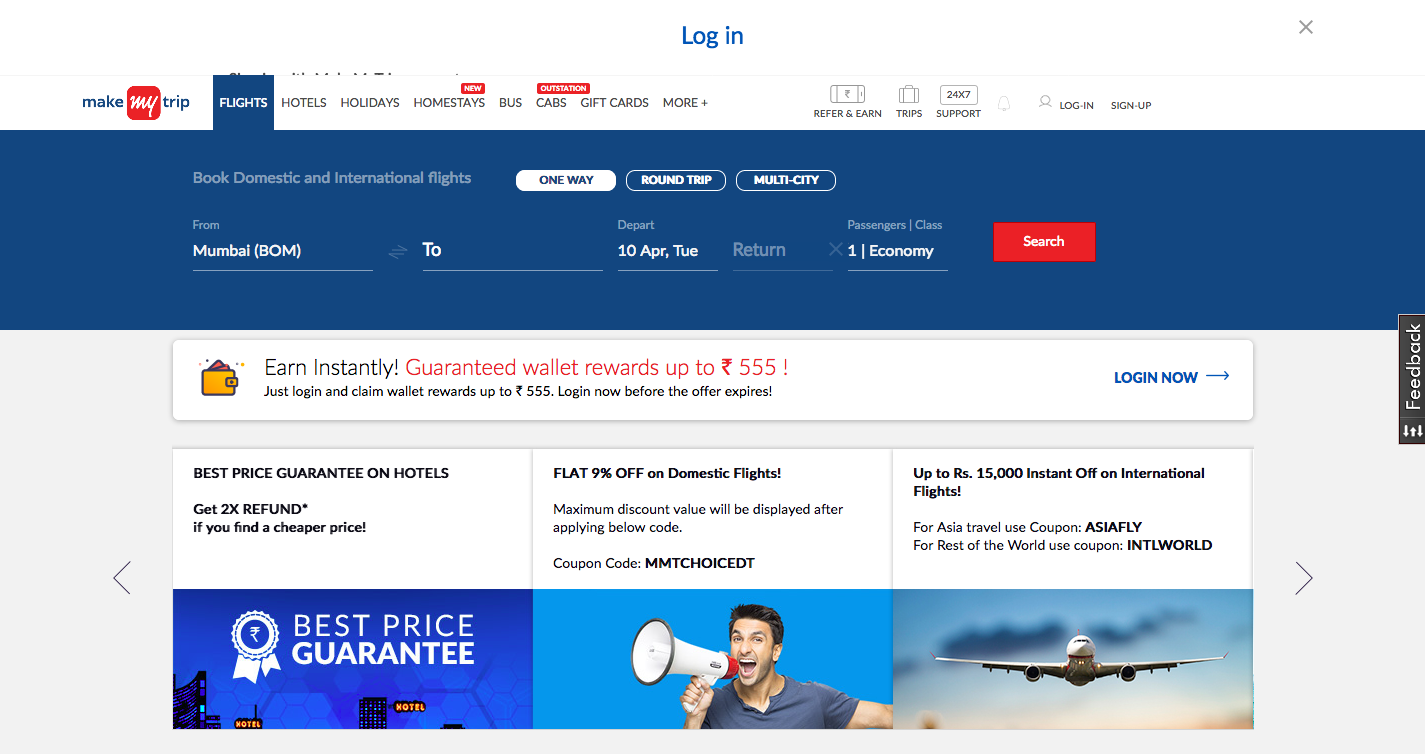 Log in
make my trip
FLIGHTS
HOTELS
HOLIDAYS
NEW
HOMESTAYS
BUS
OUTSTATION
CABS
GIFT CARDS
MORE +
₹
REFER & EARN
TRIPS
24X7
SUPPORT
LOG-IN
SIGN-UP
Book Domestic and International flights
ONE WAY
ROUND TRIP
MULTI-CITY
From
Mumbai (BOM)
To
Depart
10 Apr, Tue
Return
Passengers | Class
1 | Economy
Search
Feedback
Earn Instantly! Guaranteed wallet rewards up to ₹ 555 !
Just login and claim wallet rewards up to ₹ 555. Login now before the offer expires!
LOGIN NOW
BEST PRICE GUARANTEE ON HOTELS
Get 2X REFUND*
if you find a cheaper price!
FLAT 9% OFF on Domestic Flights!
Maximum discount value will be displayed after
applying below code.
Coupon Code: MMTCHOICEDT
Up to Rs. 15,000 Instant Off on International
Flights!
For Asia travel use Coupon: ASIAFLY
For Rest of the World use coupon: INTLWORLD
₹
BEST PRICE
GUARANTEE
HOTEL
HOTEL